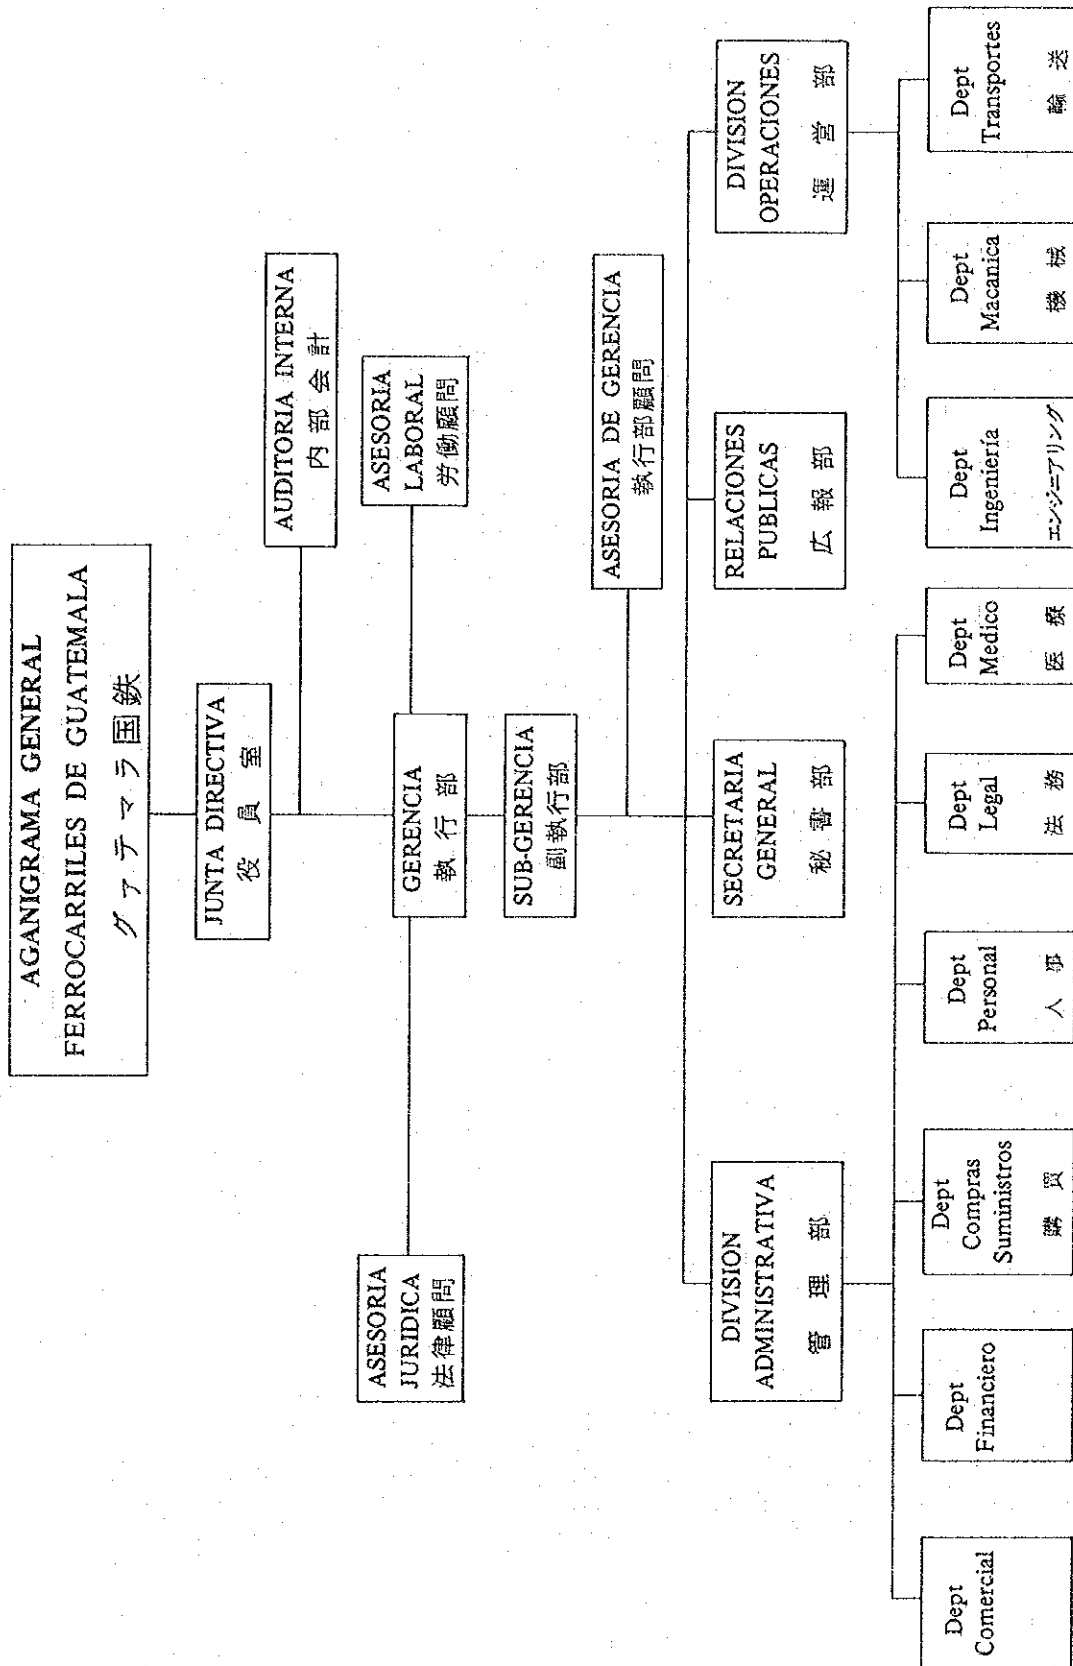 AGANIGRAMA GENERAL
FERROCARRILES DE GUATEMALA
グァテマラ国鉄
JUNTA DIRECTIVA
役員室
AUDITORIA INTERNA
内部会計
ASESORIA
JURIDICA
法律顧問
GERENCIA
執行部
ASESORIA
LABORAL
労働顧問
SUB-GERENCIA
副執行部
ASESORIA DE GERENCIA
執行部顧問
DIVISION
ADMINISTRATIVA
管理部
SECRETARIA
GENERAL
秘書部
RELACIONES
PUBLICAS
広報部
DIVISION
OPERACIONES
運営部
Dept
Comercial
Dept
Financiero
Dept
Compras
Suministros
購買
Dept
Personal
人事
Dept
Legal
法務
Dept
Medico
医療
Dept
Ingeniería
エンジニアリング
Dept
Macanica
機械
Dept
Transportes
輸送